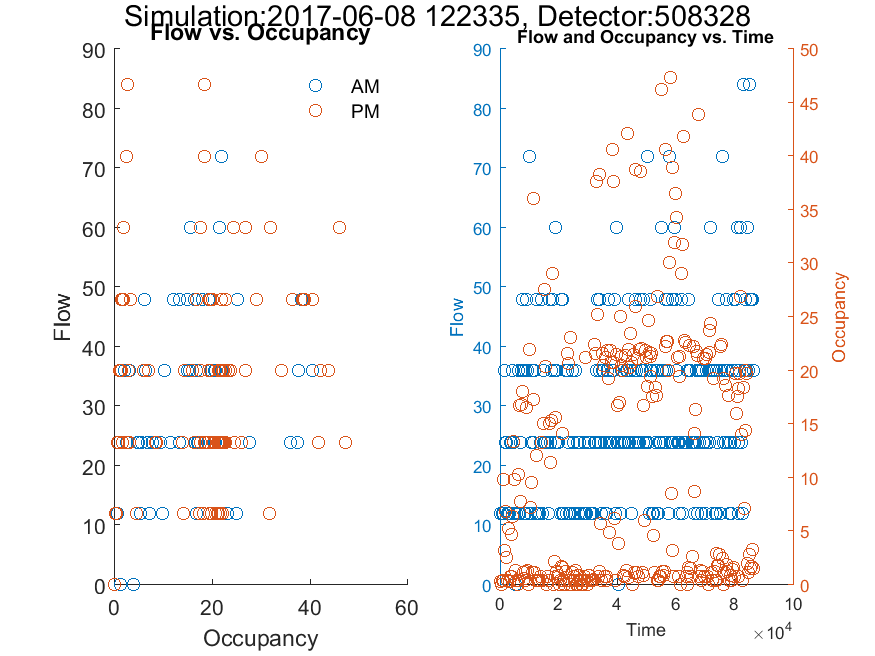 Simulation:2017-06-08 122335, Detector:508328
Flow vs. Occupancy
90
80
70
60
50
40
30
20
10
0
0 20 40 60
Flow
Occupancy
AM
PM
Flow and Occupancy vs. Time
90
80
70
60
50
40
30
20
10
0
Flow
50
45
40
35
30
25
20
15
10
5
0
Occupancy
0 2 4 6 8 10
×10⁴
Time